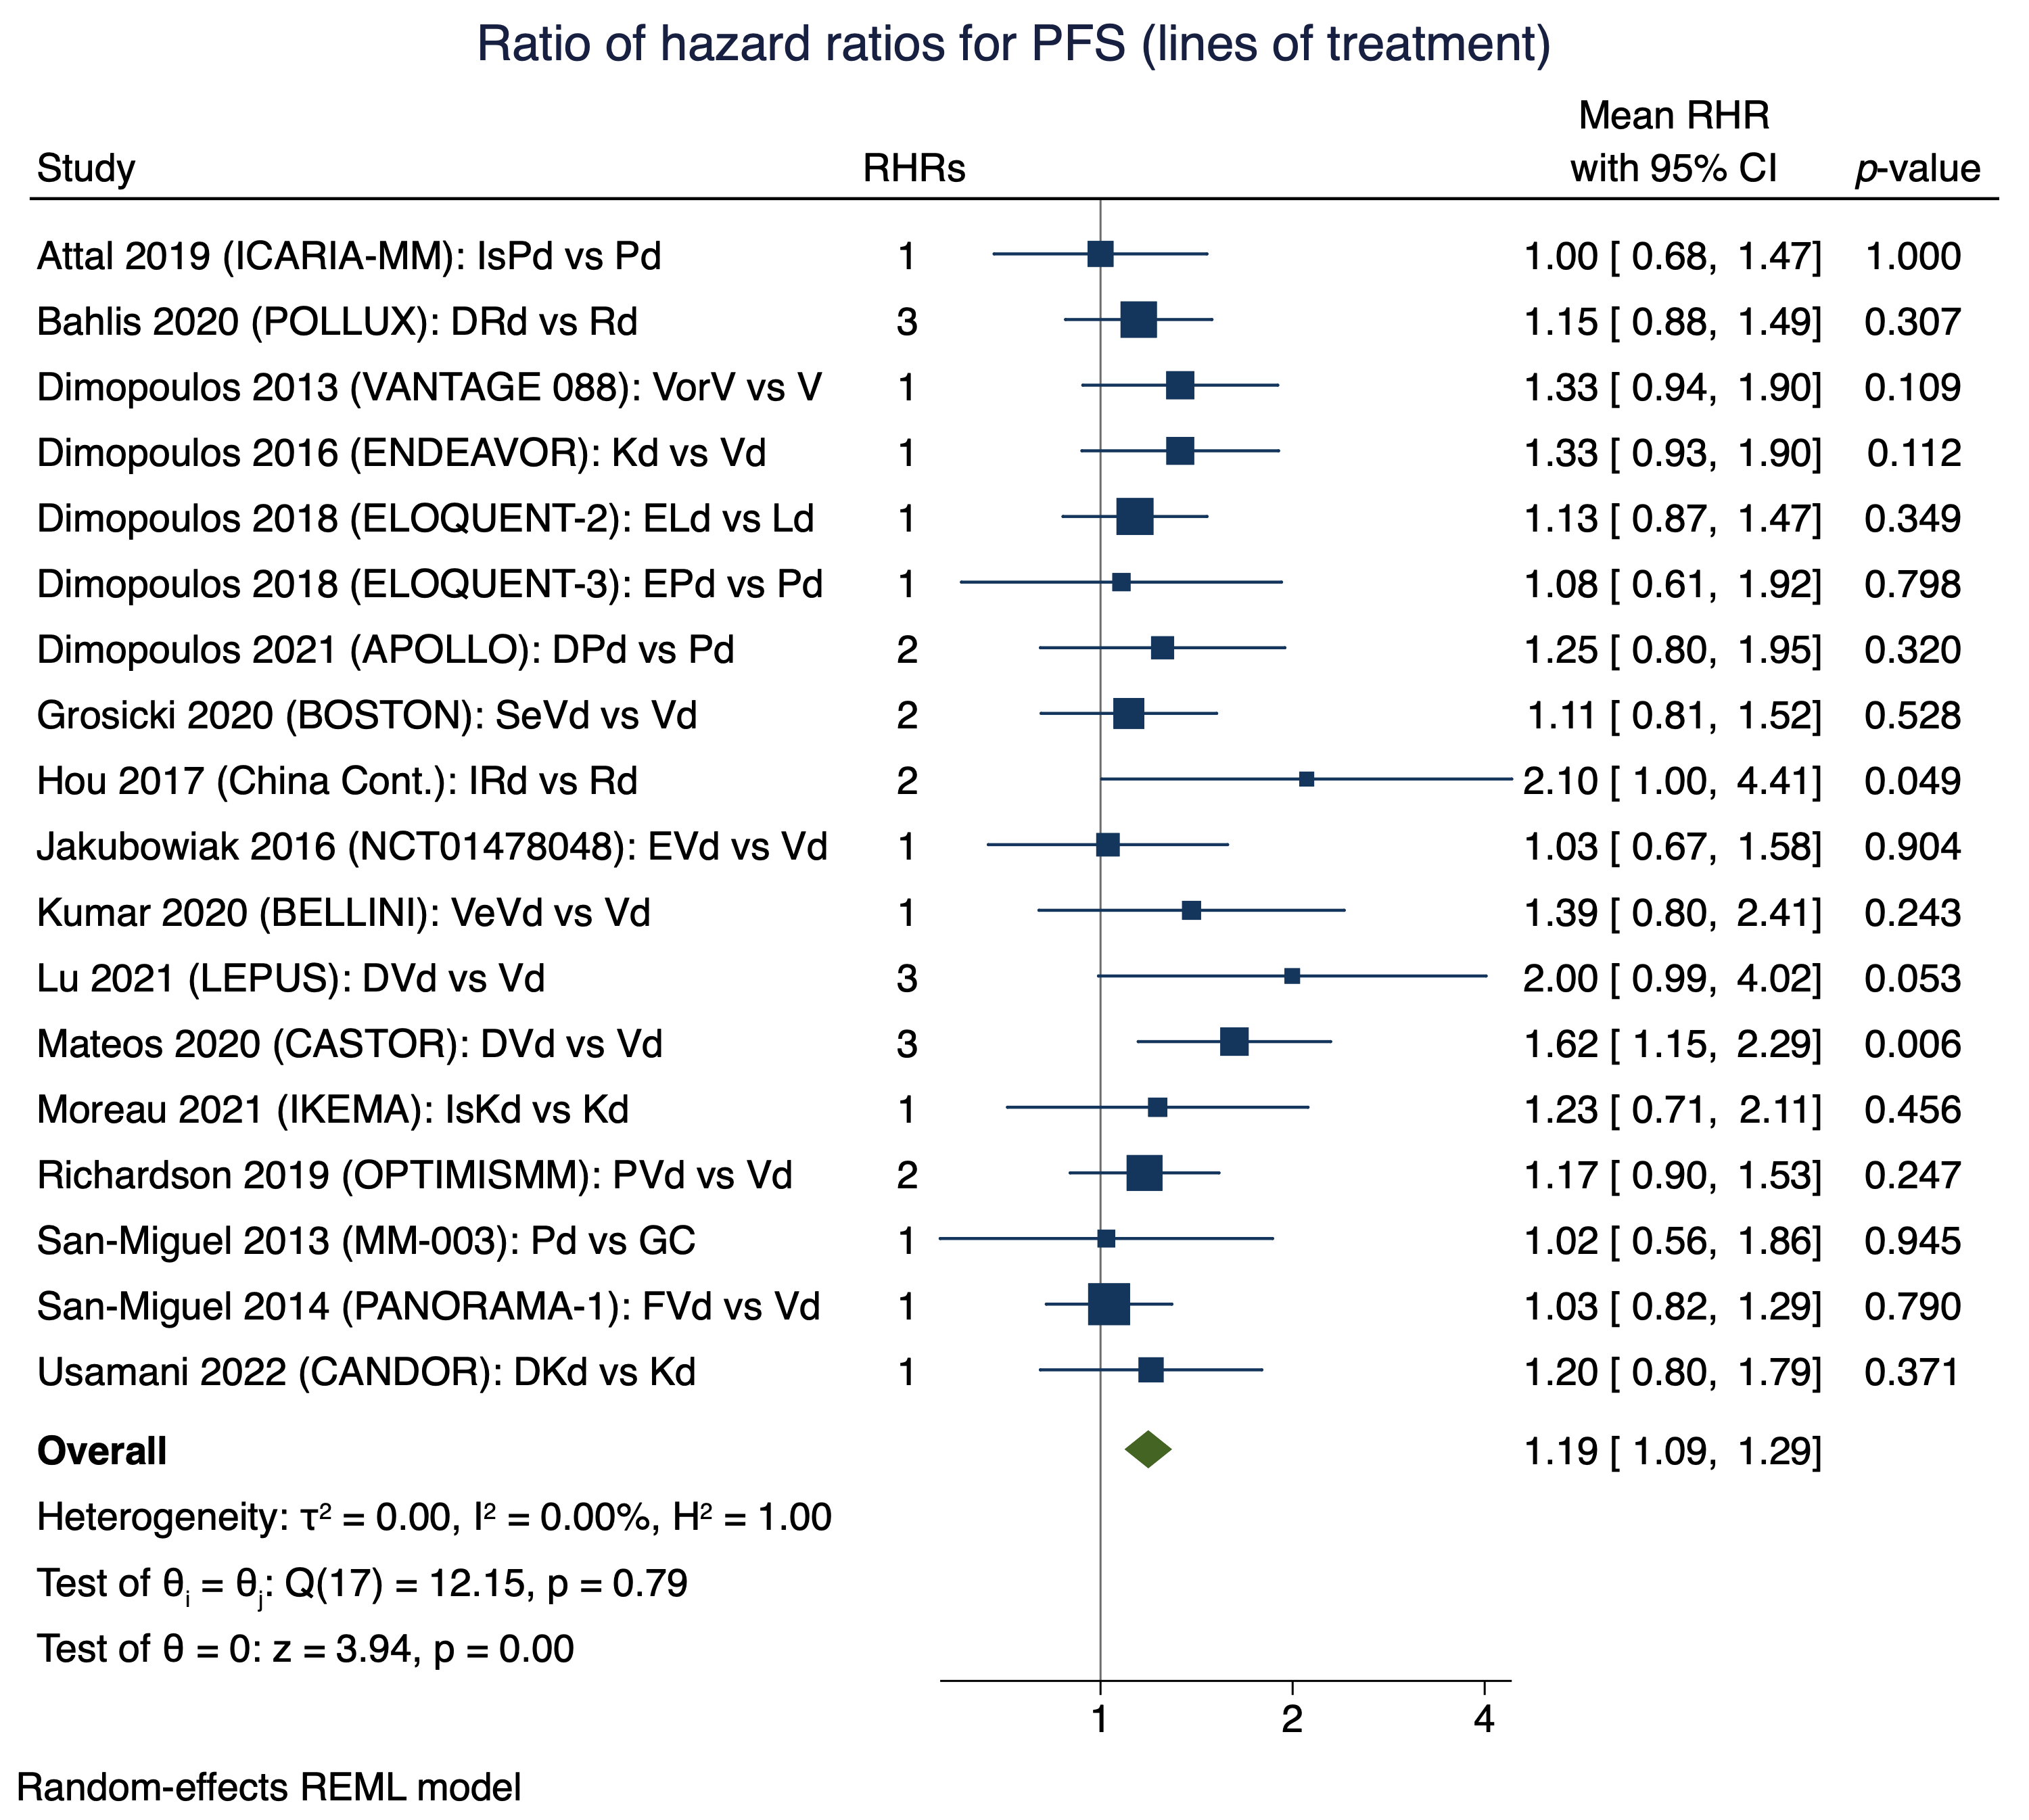 Ratio of hazard ratios for PFS (lines of treatment)
Mean RHR
Study RHRs with 95% CI p-value
Attal 2019 (ICARIA-MM): IsPd vs Pd 1 1.00 [ 0.68, 1.47] 1.000
Bahlis 2020 (POLLUX): DRd vs Rd 3 1.15 [ 0.88, 1.49] 0.307
Dimopoulos 2013 (VANTAGE 088): VorV vs V 1 1.33 [ 0.94, 1.90] 0.109
Dimopoulos 2016 (ENDEAVOR): Kd vs Vd 1 1.33 [ 0.93, 1.90] 0.112
Dimopoulos 2018 (ELOQUENT-2): ELd vs Ld 1 1.13 [ 0.87, 1.47] 0.349
Dimopoulos 2018 (ELOQUENT-3): EPd vs Pd 1 1.08 [ 0.61, 1.92] 0.798
Dimopoulos 2021 (APOLLO): DPd vs Pd 2 1.25 [ 0.80, 1.95] 0.320
Grosicki 2020 (BOSTON): SeVd vs Vd 2 1.11 [ 0.81, 1.52] 0.528
Hou 2017 (China Cont.): IRd vs Rd 2 2.10 [ 1.00, 4.41] 0.049
Jakubowiak 2016 (NCT01478048): EVd vs Vd 1 1.03 [ 0.67, 1.58] 0.904
Kumar 2020 (BELLINI): VeVd vs Vd 1 1.39 [ 0.80, 2.41] 0.243
Lu 2021 (LEPUS): DVd vs Vd 3 2.00 [ 0.99, 4.02] 0.053
Mateos 2020 (CASTOR): DVd vs Vd 3 1.62 [ 1.15, 2.29] 0.006
Moreau 2021 (IKEMA): IsKd vs Kd 1 1.23 [ 0.71, 2.11] 0.456
Richardson 2019 (OPTIMISMM): PVd vs Vd 2 1.17 [ 0.90, 1.53] 0.247
San-Miguel 2013 (MM-003): Pd vs GC 1 1.02 [ 0.56, 1.86] 0.945
San-Miguel 2014 (PANORAMA-1): FVd vs Vd 1 1.03 [ 0.82, 1.29] 0.790
Usamani 2022 (CANDOR): DKd vs Kd 1 1.20 [ 0.80, 1.79] 0.371
Overall 1.19 [ 1.09, 1.29]
Heterogeneity: τ² = 0.00, I² = 0.00%, H² = 1.00
Test of θᵢ = θⱼ: Q(17) = 12.15, p = 0.79
Test of θ = 0: z = 3.94, p = 0.00
1 2 4
Random-effects REML model